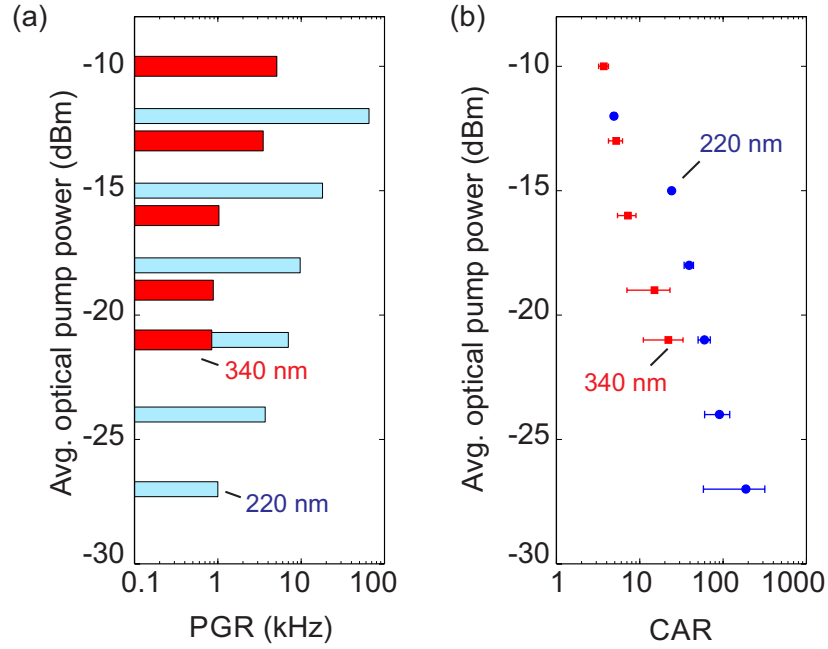 (a)
Avg. optical pump power (dBm)
-10
-15
-20
-25
-30
340 nm
220 nm
0.1
1
10
100
PGR (kHz)
(b)
Avg. optical pump power (dBm)
-10
-15
-20
-25
-30
220 nm
340 nm
1
10
100
1000
CAR